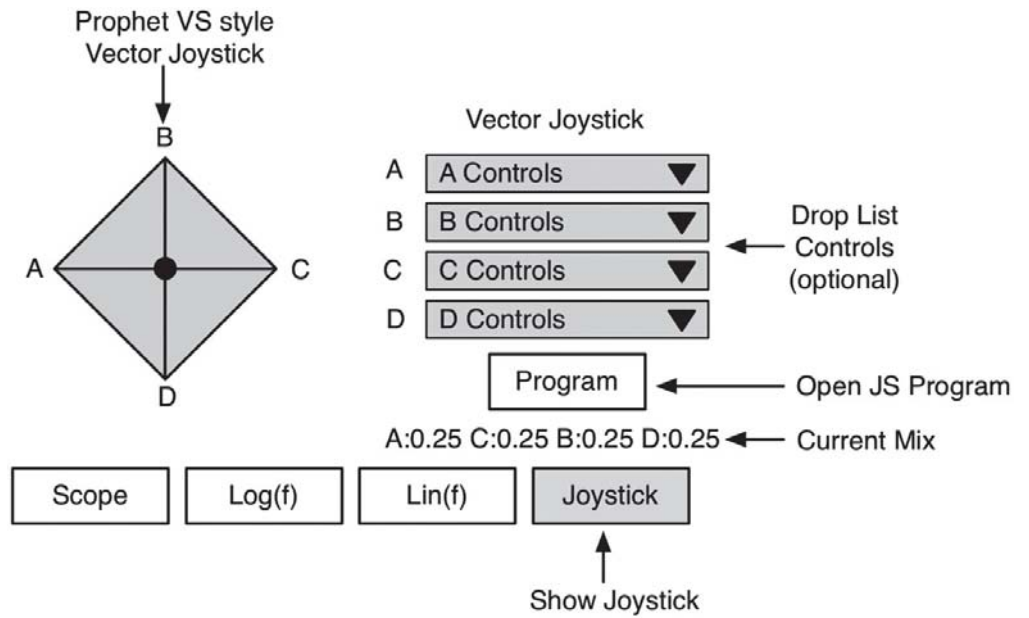 Prophet VS style
Vector Joystick
B
A
C
D
Vector Joystick
A
A Controls
B
B Controls
C
C Controls
D
D Controls
Drop List
Controls
(optional)
Program
Open JS Program
A:0.25 C:0.25 B:0.25 D:0.25
Current Mix
Scope
Log(f)
Lin(f)
Joystick
Show Joystick